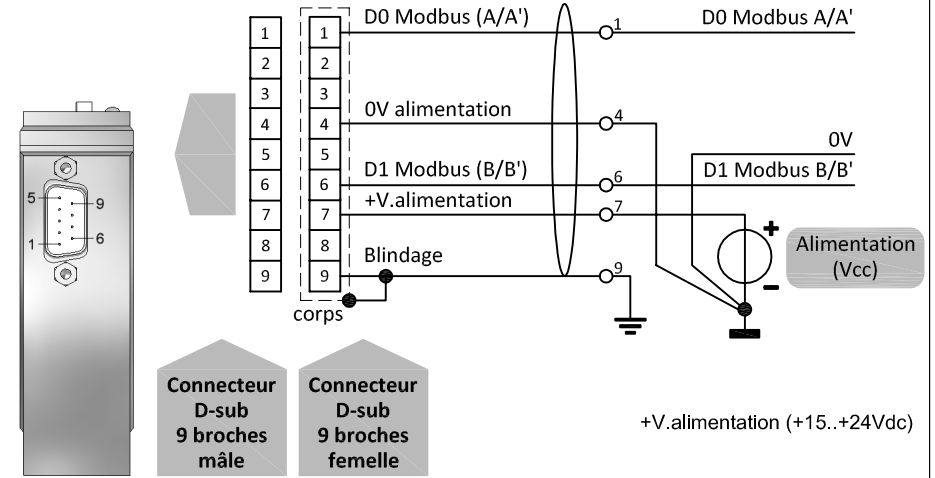 D0 Modbus (A/A')
1
D0 Modbus A/A'
1
1
2
2
3
3
0V alimentation
4
4
4
0V
5
5
D1 Modbus (B/B')
6
D1 Modbus B/B'
6
6
+V.alimentation
7
7
7
8
8
Blindage
9
9
9
corps
5
9
1
6
+
Alimentation
(Vcc)
−
Connecteur
D-sub
9 broches
mâle
Connecteur
D-sub
9 broches
femelle
+V.alimentation (+15..+24Vdc)